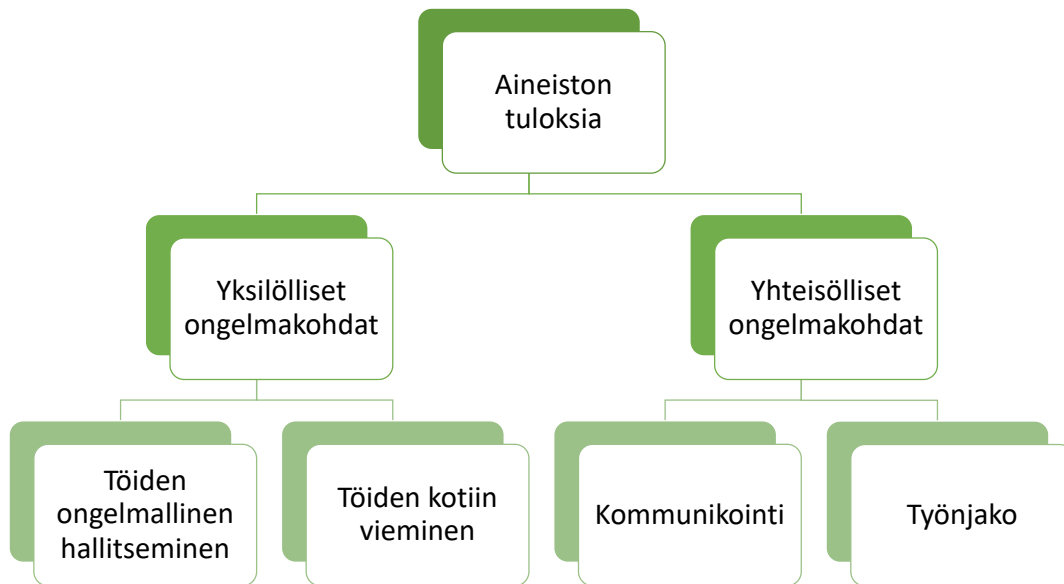 Aineiston
tuloksia
Yksilölliset
ongelmakohdat
Yhteisölliset
ongelmakohdat
Töiden
ongelmallinen
hallitseminen
Töiden kotiin
vieminen
Kommunikointi
Työnjako